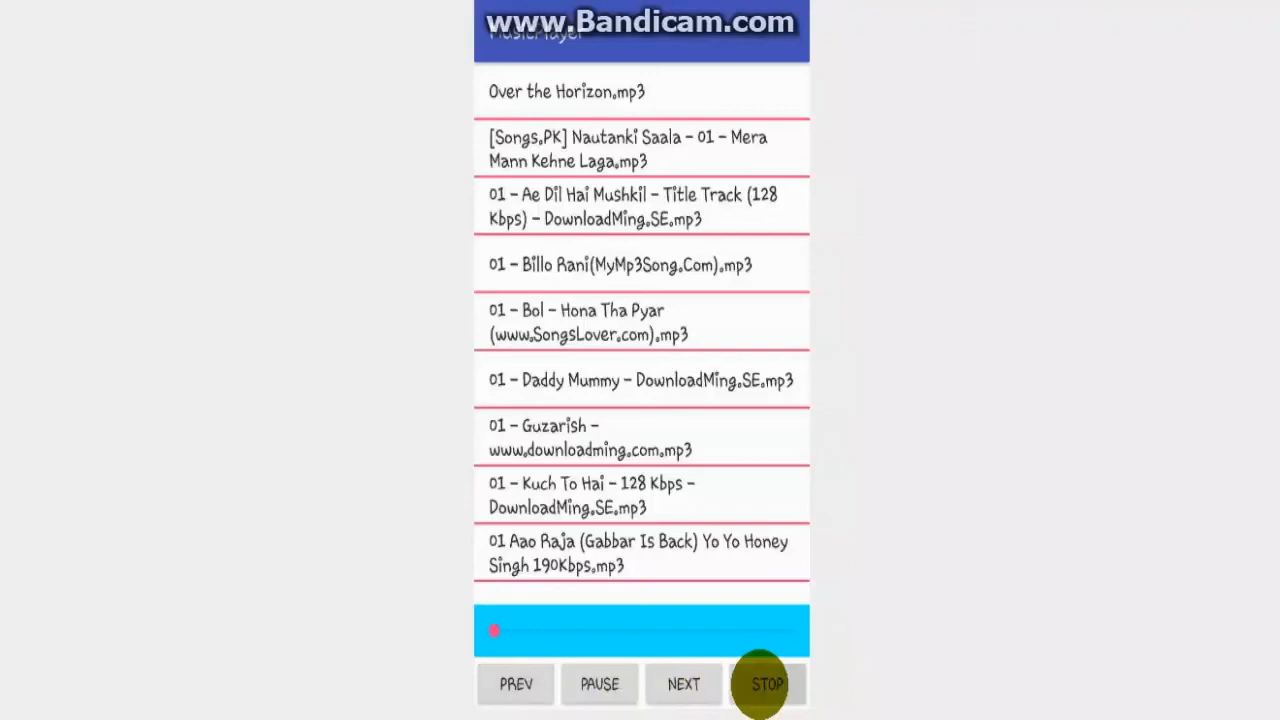 www.Bandicam.com
MusicPlayer
Over the Horizon.mp3
[Songs.PK] Nautanki Saala - 01 - Mera
Mann Kehne Laga.mp3
01 - Ae Dil Hai Mushkil - Title Track (128
Kbps) - DownloadMing.SE.mp3
01 - Billo Rani(MyMp3Song.Com).mp3
01 - Bol - Hona Tha Pyar
(www.SongsLover.com).mp3
01 - Daddy Mummy - DownloadMing.SE.mp3
01 - Guzarish -
www.downloadming.com.mp3
01 - Kuch To Hai - 128 Kbps -
DownloadMing.SE.mp3
01 Aao Raja (Gabbar Is Back) Yo Yo Honey
Singh 190Kbps.mp3
PREV PAUSE NEXT STOP